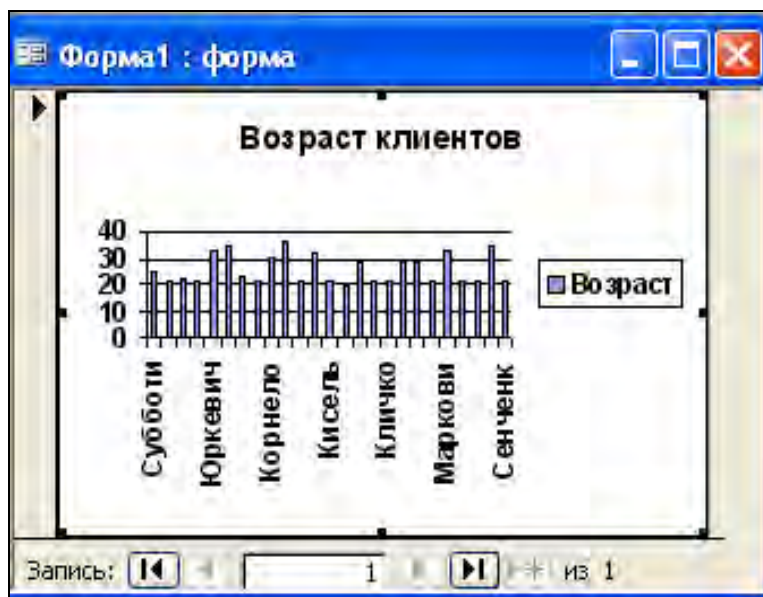 Форма1 : форма
Возраст клиентов
40
30
20
10
0
Возраст
Субботи
Юркевич
Корнело
Кисель
Кличко
Маркови
Сенченк
Запись: 1 из 1